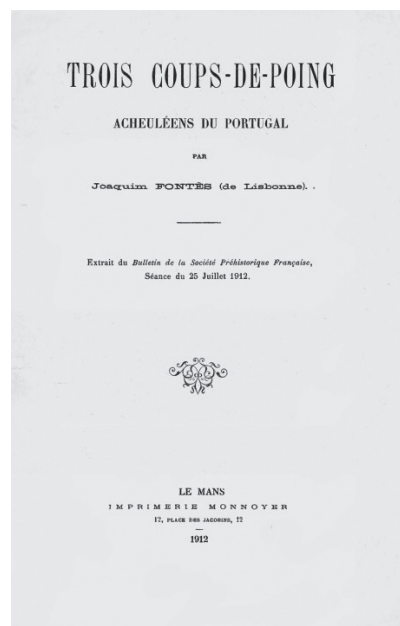 TROIS COUPS-DE-POING
ACHEULÉENS DU PORTUGAL
PAR
Joaquim FONTÈS (de Lisbonne).
Extrait du Bulletin de la Société Préhistorique Française,
Séance du 25 Juillet 1912.
LE MANS
IMPRIMERIE MONNOYER
12, PLACE DES JACOBINS, 12
1912